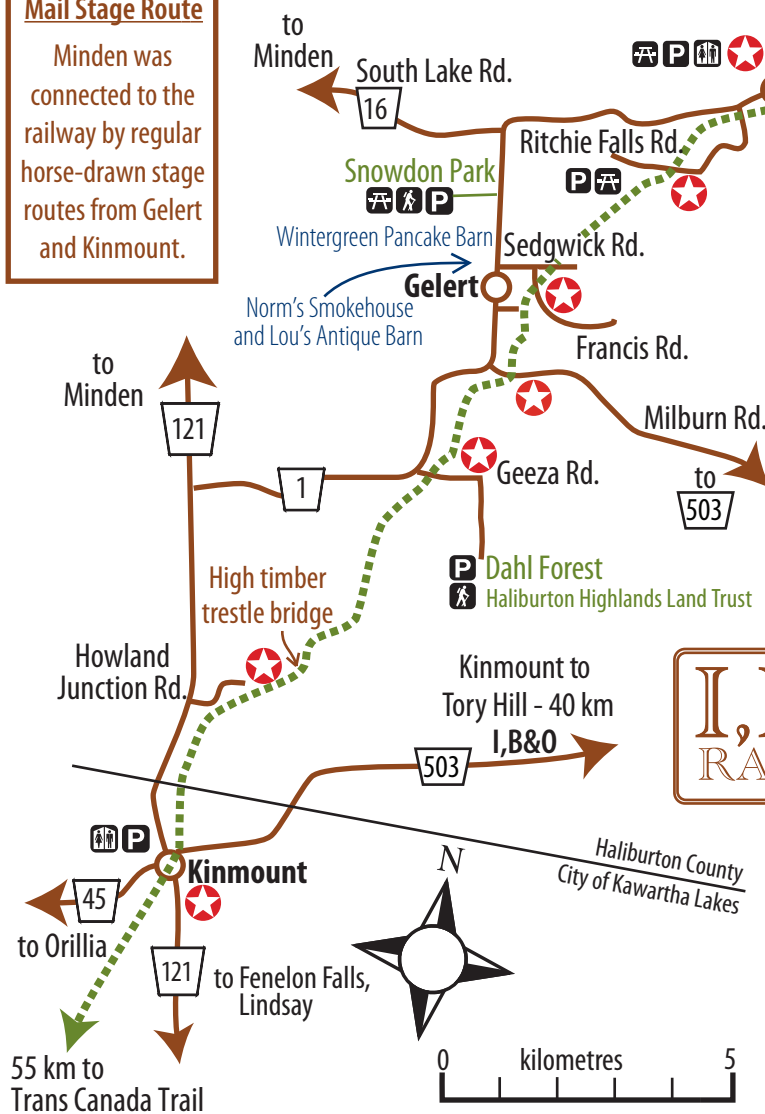 Mail Stage Route
Minden was
connected to the
railway by regular
horse-drawn stage
routes from Gelert
and Kinmount.
to
Minden
South Lake Rd.
16
P
Ritchie Falls Rd.
P
Snowdon Park
P
Wintergreen Pancake Barn
Sedgwick Rd.
Gelert
Norm's Smokehouse
and Lou's Antique Barn
Francis Rd.
to
Minden
121
Milburn Rd.
to
503
1
Geeza Rd.
P Dahl Forest
Haliburton Highlands Land Trust
High timber
trestle bridge
Howland
Junction Rd.
Kinmount to
Tory Hill - 40 km
I,B&O
503
I,
RA
P
Kinmount
Haliburton County
City of Kawartha Lakes
N
45
to Orillia
121
to Fenelon Falls,
Lindsay
55 km to
Trans Canada Trail
0 kilometres 5